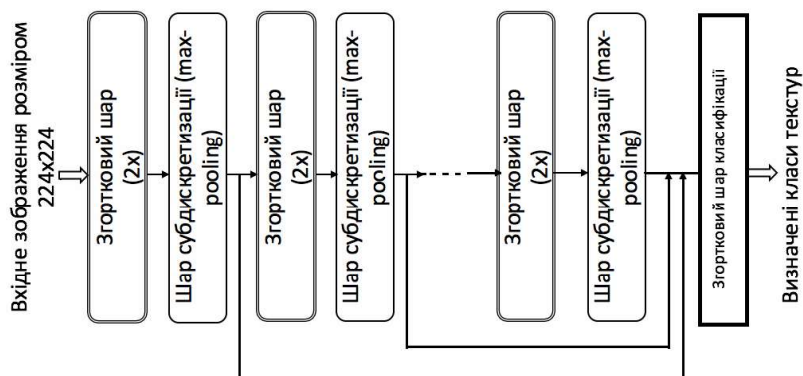 Вхідне зображення розміром
224x224
Згортковий шар
(2x)
Шар субдискретизації (max-
pooling)
Згортковий шар
(2x)
Шар субдискретизації (max-
pooling)
Згортковий шар
(2x)
Шар субдискретизації (max-
pooling)
Згортковий шар класифікації
Визначені класи текстур